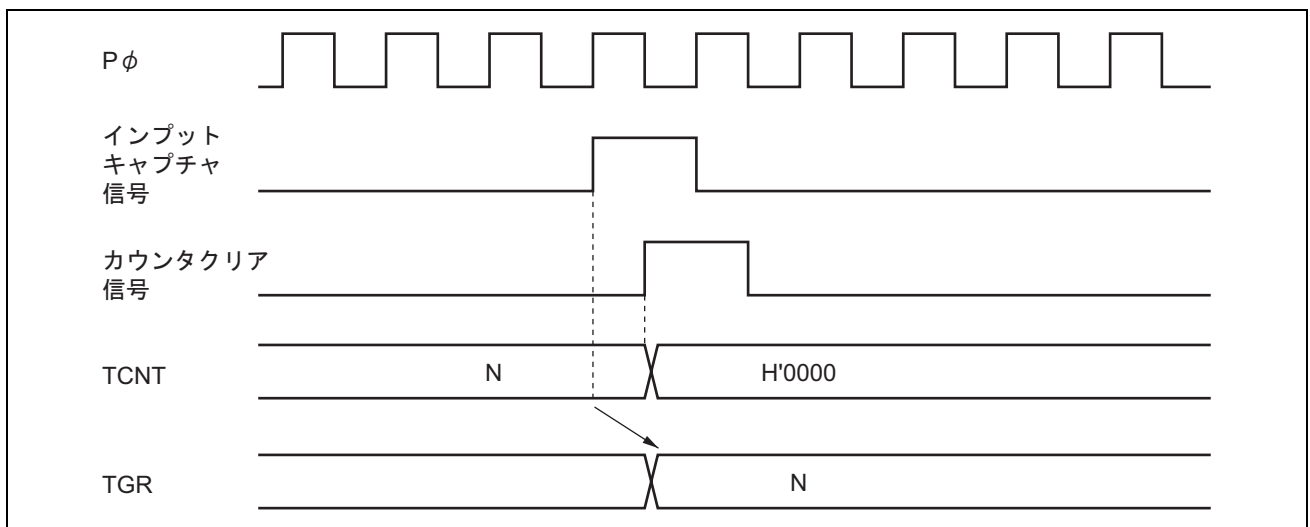 Pφ
インプット
キャプチャ
信号
カウンタクリア
信号
TCNT
N
H'0000
TGR
N